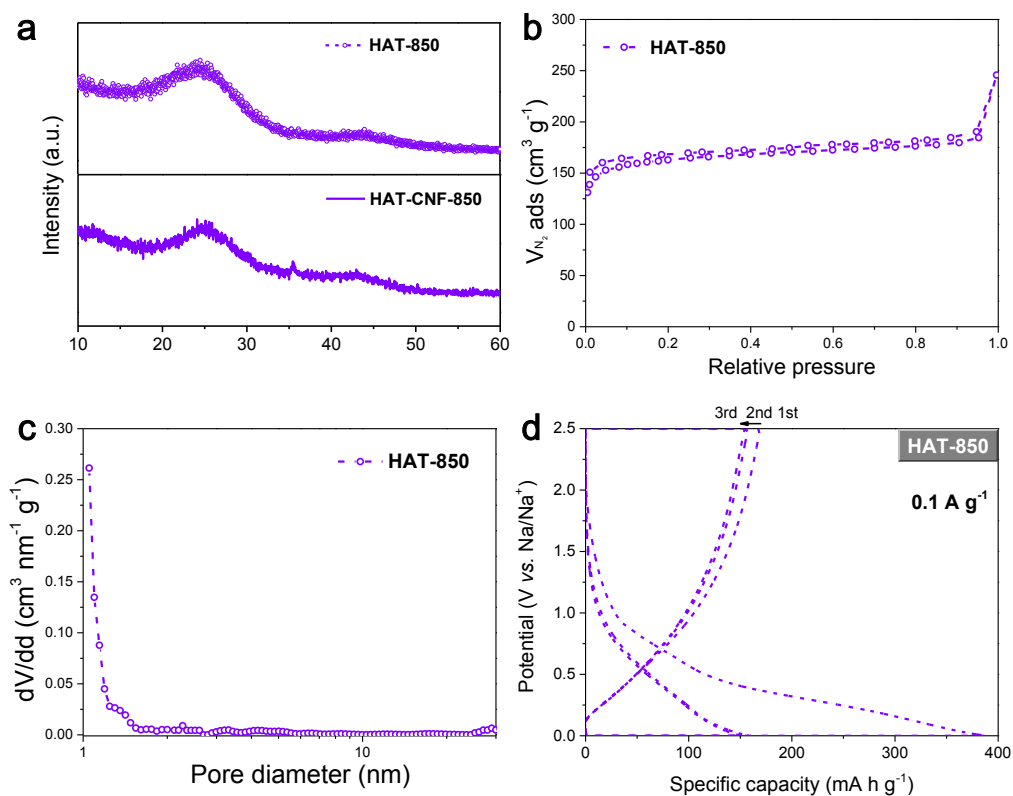 a
HAT-850
HAT-CNF-850
Intensity (a.u.)
10 20 30 40 50 60
b
HAT-850
V_N₂ ads (cm³ g⁻¹)
300
250
200
150
100
50
0
0.0 0.2 0.4 0.6 0.8 1.0
Relative pressure
c
HAT-850
dV/dd (cm³ nm⁻¹ g⁻¹)
0.30
0.25
0.20
0.15
0.10
0.05
0.00
1 10
Pore diameter (nm)
d
3rd 2nd 1st
HAT-850
0.1 A g⁻¹
Potential (V vs. Na/Na⁺)
2.5
2.0
1.5
1.0
0.5
0.0
0 100 200 300 400
Specific capacity (mA h g⁻¹)